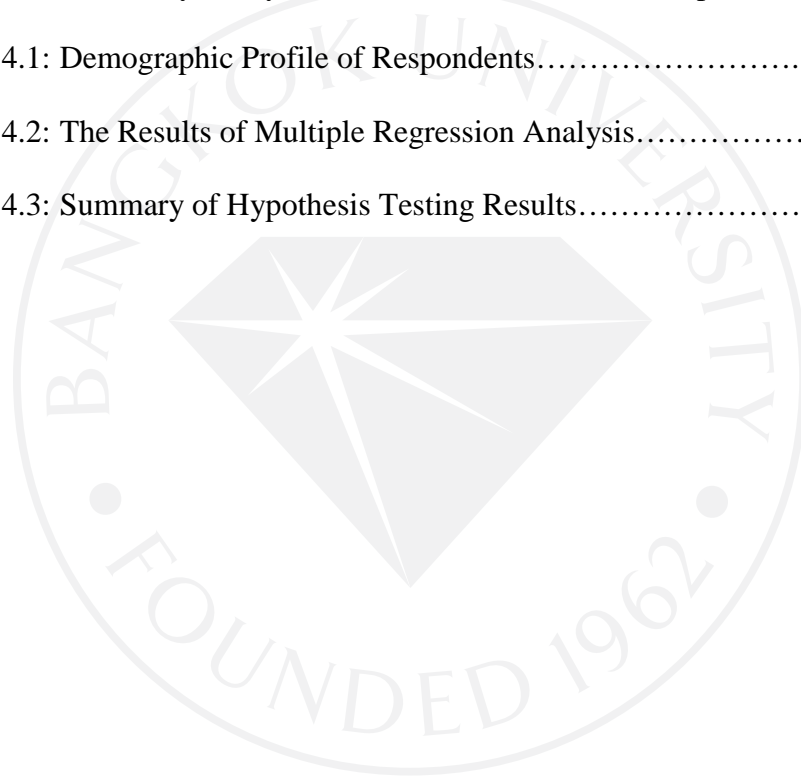 4.1: Demographic Profile of Respondents…………………….
4.2: The Results of Multiple Regression Analysis…………….
4.3: Summary of Hypothesis Testing Results…………………
BANGKOK UNIVERSITY
• FOUNDED 1962 •